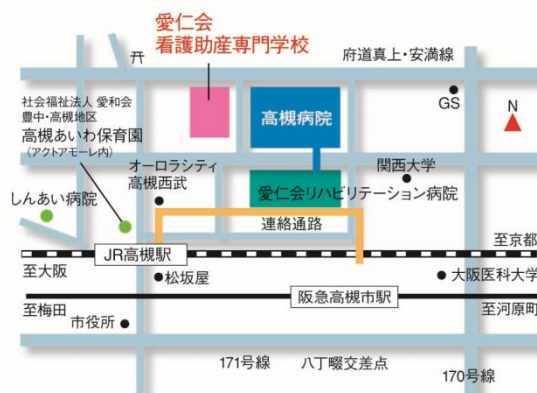 愛仁会
看護助産専門学校
府道真上・安満線
社会福祉法人 愛和会
豊中・高槻地区
高槻あいわ保育園
(アクトアモーレ内)
高槻病院
GS
N
オーロラシティ
高槻西武
関西大学
しんあい病院
愛仁会リハビリテーション病院
連絡通路
至京都
JR高槻駅
至大阪
松坂屋
大阪医科大学
阪急高槻市駅
至梅田
至河原町
市役所
171号線
八丁畷交差点
170号線